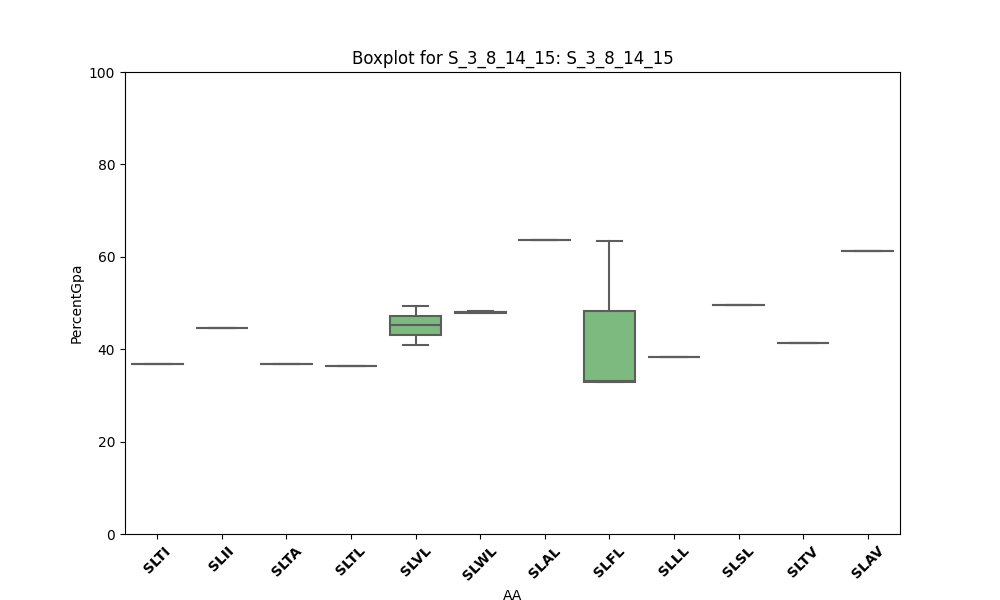 Boxplot for S_3_8_14_15: S_3_8_14_15
100
80
60
40
20
0
PercentGpa
SLTI
SLII
SLTA
SLTL
SLVL
SLWL
SLAL
SLFL
SLLL
SLSL
SLTV
SLAV
AA